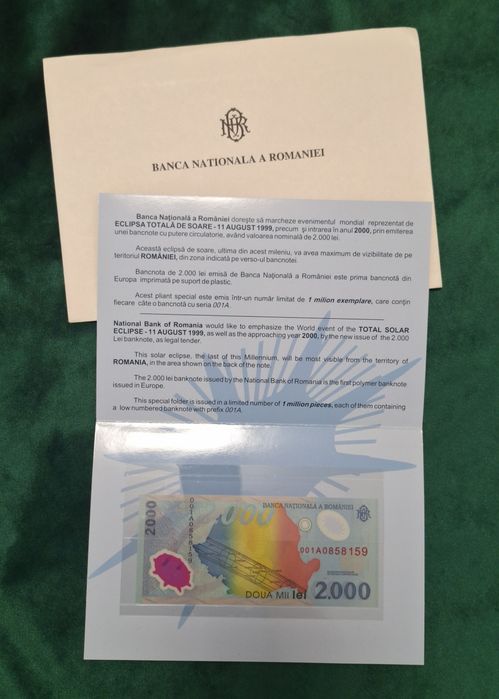 BNR
BANCA NATIONALA A ROMANIEI
Banca Naţională a României doreşte să marcheze evenimentul mondial reprezentat de
ECLIPSA TOTALĂ DE SOARE - 11 AUGUST 1999, precum şi intrarea în anul 2000, prin emiterea
unei bancnote cu putere circulatorie, având valoarea nominală de 2.000 lei.
Această eclipsă de soare, ultima din acest mileniu, va avea maximum de vizibilitate de pe
teritoriul ROMÂNIEI, din zona indicată pe verso-ul bancnotei.
Bancnota de 2.000 lei emisă de Banca Naţională a României este prima bancnotă din
Europa imprimată pe suport de plastic.
Acest pliant special este emis într-un număr limitat de 1 milion exemplare, care conţin
fiecare câte o bancnotă cu seria 001A.
National Bank of Romania would like to emphasize the World event of the TOTAL SOLAR
ECLIPSE - 11 AUGUST 1999, as well as the approaching year 2000, by the new issue of the 2.000
Lei banknote, as legal tender.
This solar eclipse, the last of this Millennium, will be most visible from the territory of
ROMANIA, in the area shown on the back of the note.
The 2.000 lei banknote issued by the National Bank of Romania is the first polymer banknote
issued in Europe.
This special folder is issued in a limited number of 1 million pieces, each of them containing
a low numbered banknote with prefix 001A.
2000
001A0858159
2000
BANCA NAŢIONALĂ A ROMÂNIEI
001A0858159
DOUĂ MII lei 2.000